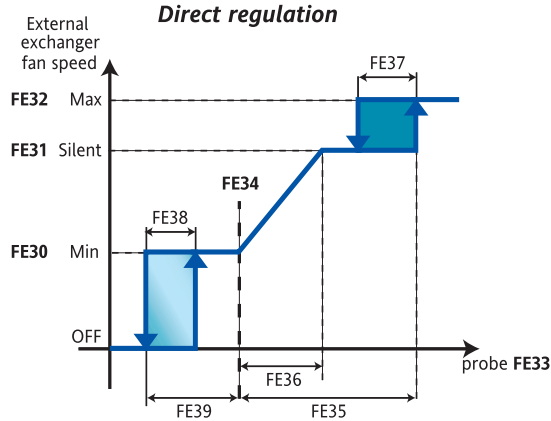 Direct regulation
External
exchanger
fan speed
FE37
FE32 Max
FE31 Silent
FE34
FE38
FE30 Min
OFF
probe FE33
FE36
FE39
FE35